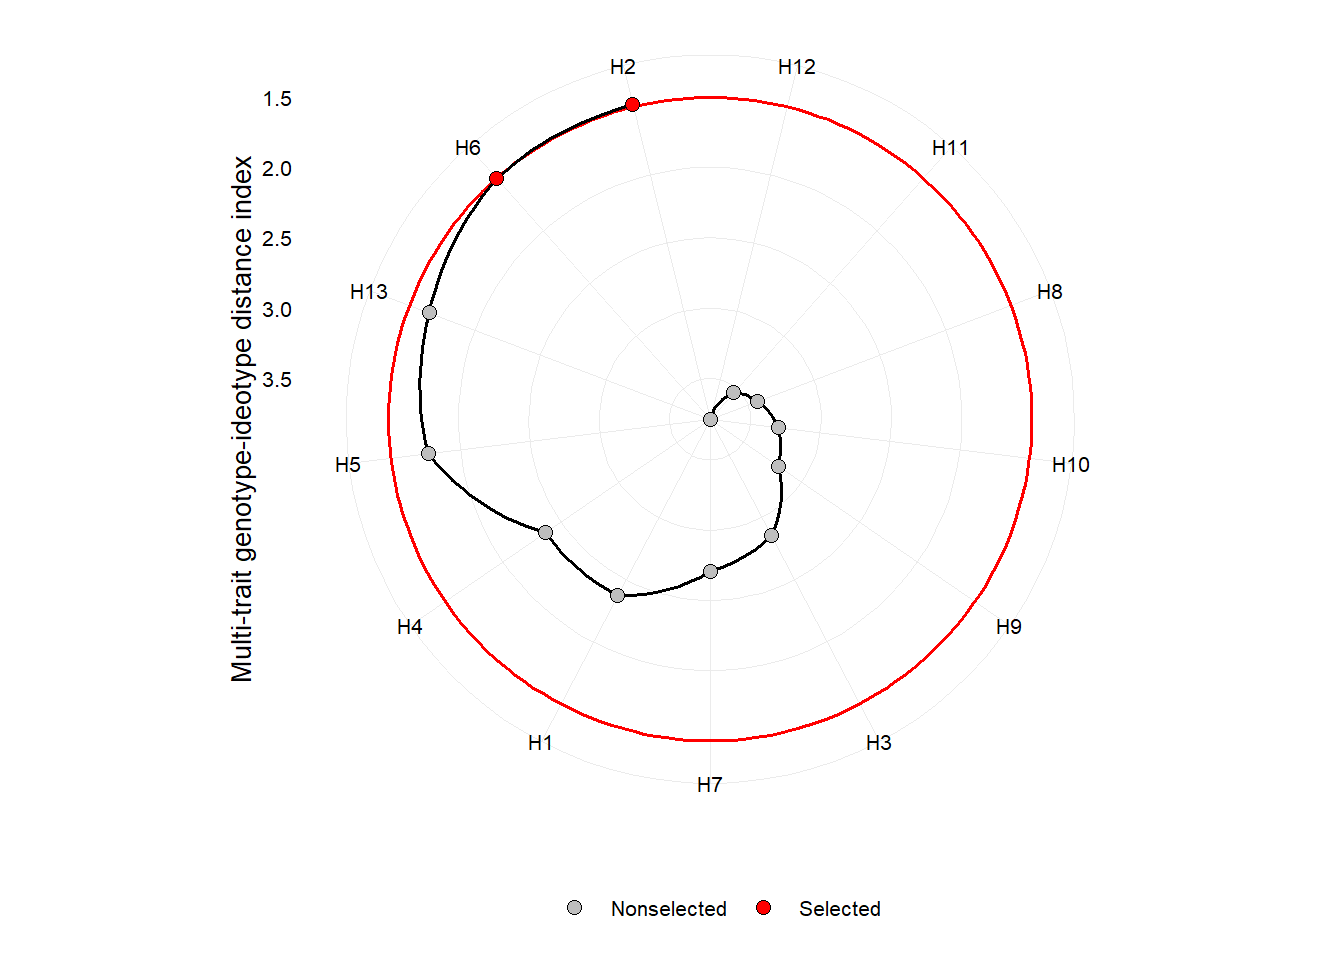 Multi-trait genotype-ideotype distance index
1.5
2.0
2.5
3.0
3.5
H2
H12
H6
H11
H13
H8
H5
H10
H4
H9
H1
H3
H7
Nonselected
Selected